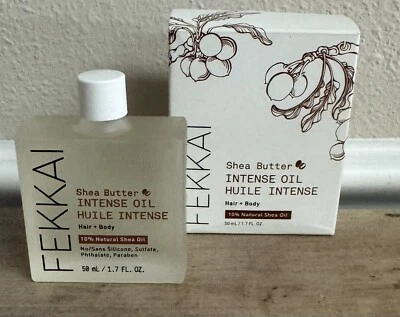 FEKKAI
Shea Butter
INTENSE OIL
HUILE INTENSE
Hair + Body
10% Natural Shea Oil
No/Sans Silicone, Sulfate,
Phthalate, Paraben
50 mL / 1.7 FL. OZ.
FEKKAI
Shea Butter
INTENSE OIL
HUILE INTENSE
Hair + Body
10% Natural Shea Oil
50 mL / 1.7 FL. OZ.